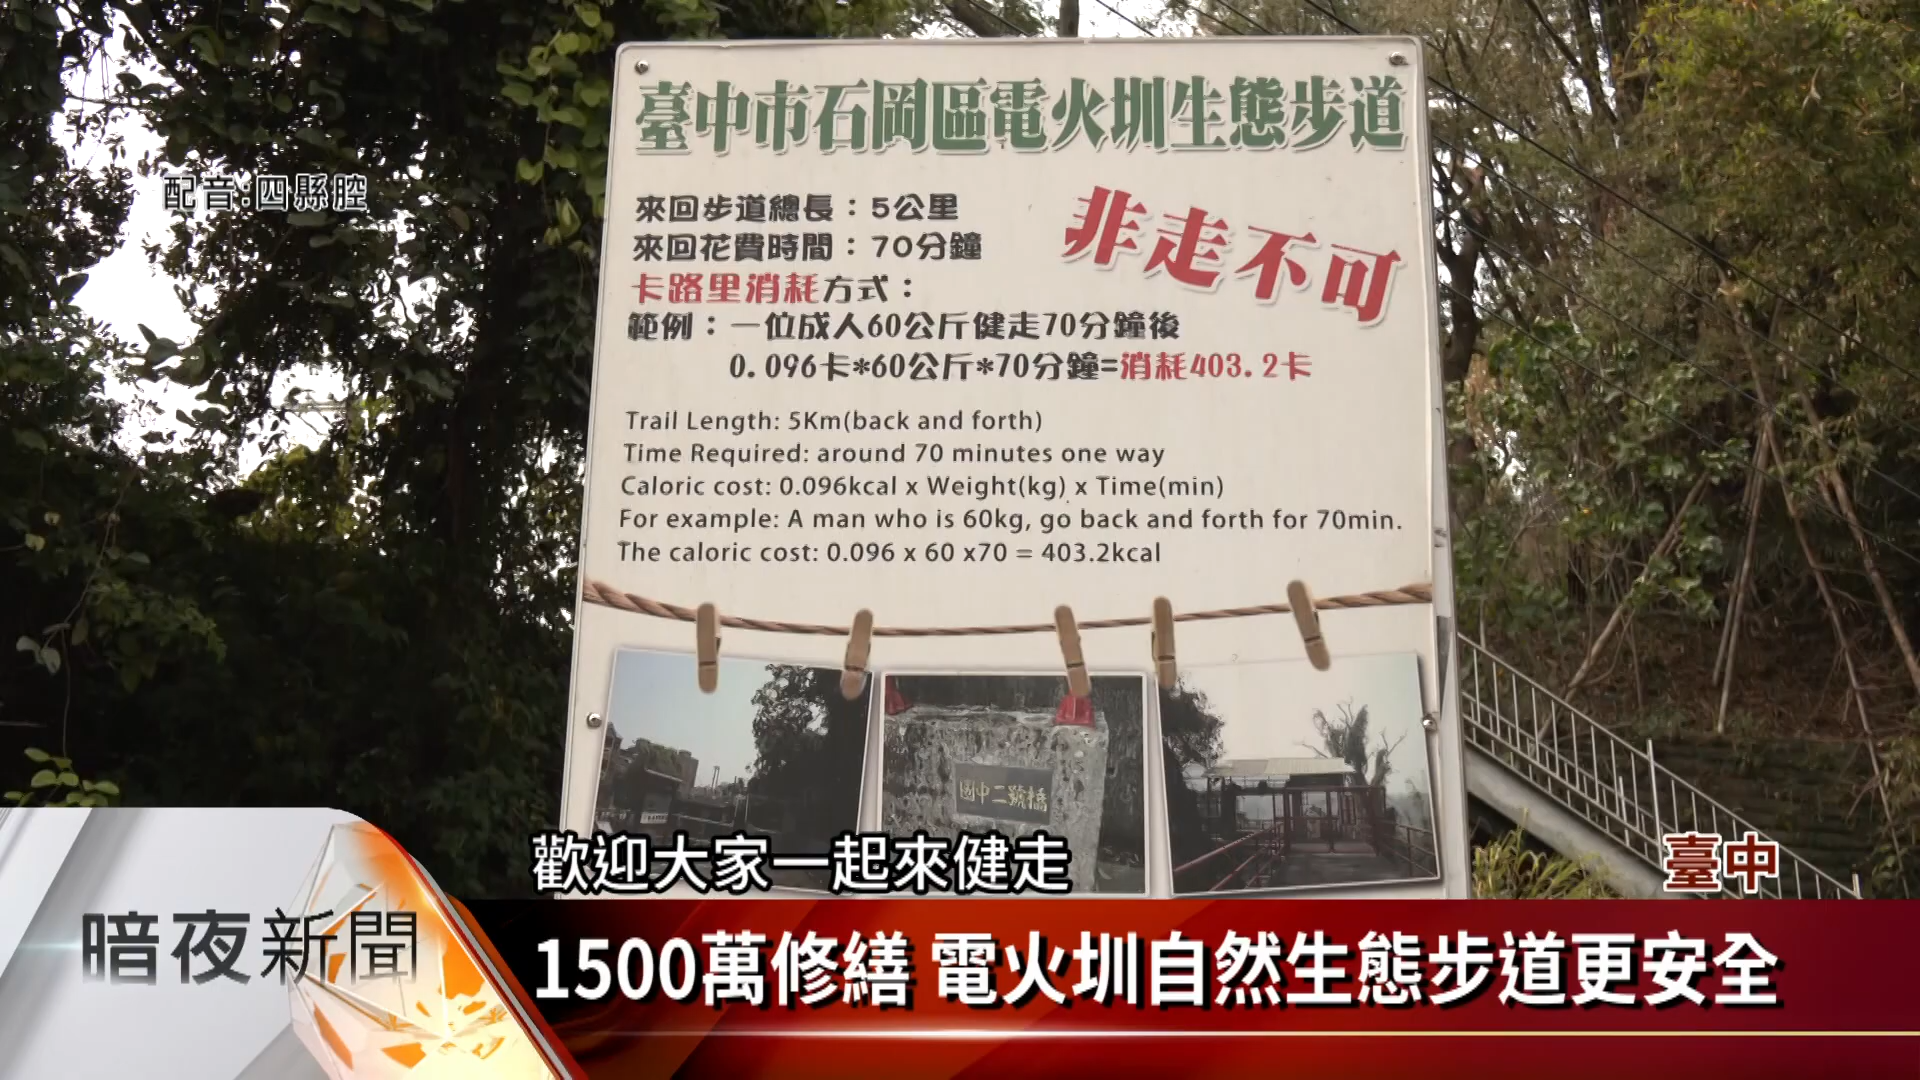 臺中市石岡區電火圳生態步道
配音:四縣腔
來回步道總長：5公里
來回花費時間：70分鐘
非走不可
卡路里消耗方式：
範例：一位成人60公斤健走70分鐘後
0.096卡*60公斤*70分鐘=消耗403.2卡
Trail Length: 5Km(back and forth)
Time Required: around 70 minutes one way
Caloric cost: 0.096kcal x Weight(kg) x Time(min)
For example: A man who is 60kg, go back and forth for 70min.
The caloric cost: 0.096 x 60 x70 = 403.2kcal
國中二號橋
歡迎大家一起來健走
臺中
暗夜新聞
1500萬修繕 電火圳自然生態步道更安全